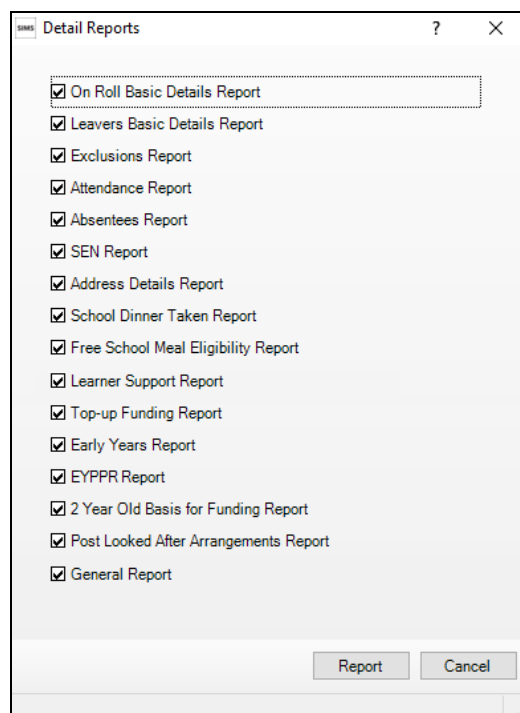 SIMS Detail Reports ? X
On Roll Basic Details Report
Leavers Basic Details Report
Exclusions Report
Attendance Report
Absentees Report
SEN Report
Address Details Report
School Dinner Taken Report
Free School Meal Eligibility Report
Learner Support Report
Top-up Funding Report
Early Years Report
EYPPR Report
2 Year Old Basis for Funding Report
Post Looked After Arrangements Report
General Report
Report Cancel